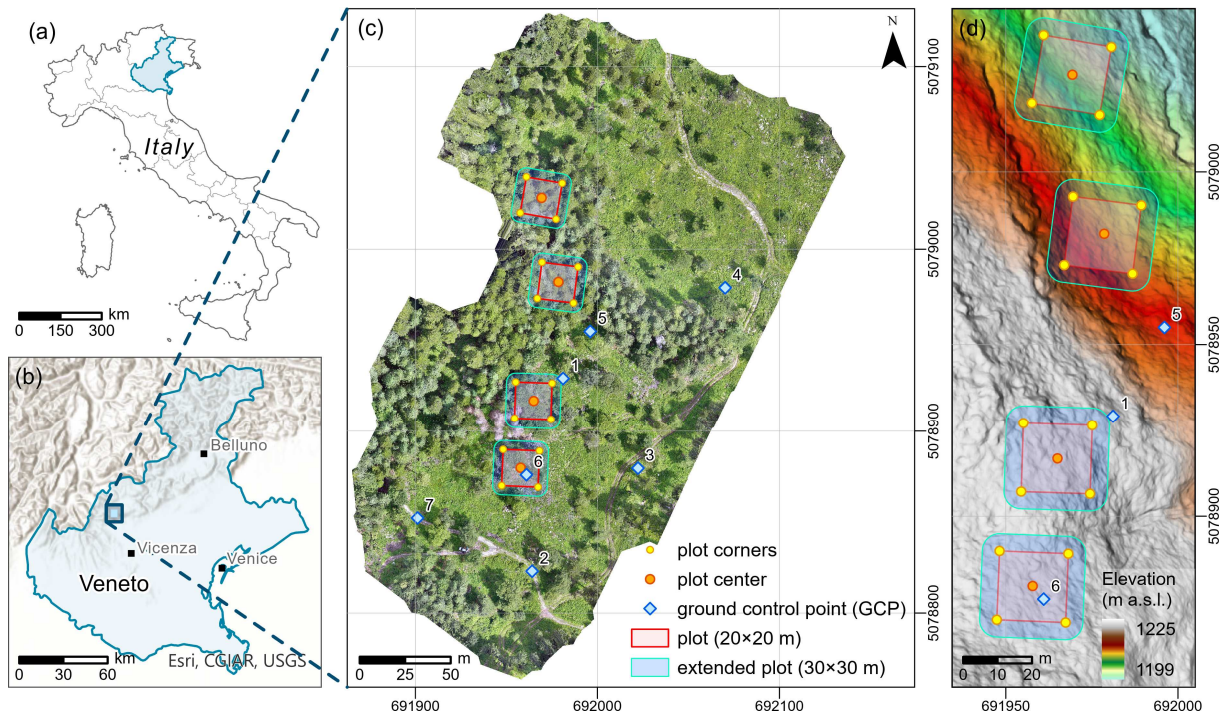 (a)
Italy
0 150 300
km
(b)
Belluno
Vicenza
Venice
Veneto
km
0 30 60
Esri, CGIAR, USGS
(c)
N
4
5
1
6
3
7
2
plot corners
plot center
ground control point (GCP)
plot (20×20 m)
extended plot (30×30 m)
0 25 50
m
691900
692000
692100
5079100
5079000
5078900
5078800
(d)
5
1
6
Elevation
(m a.s.l.)
1225
1199
0 10 20
m
691950
692000
5079000
5078950
5078900